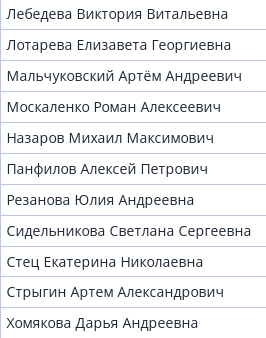 Лебедева Виктория Витальевна
Лотарева Елизавета Георгиевна
Мальчуковский Артём Андреевич
Москаленко Роман Алексеевич
Назаров Михаил Максимович
Панфилов Алексей Петрович
Резанова Юлия Андреевна
Сидельникова Светлана Сергеевна
Стец Екатерина Николаевна
Стрыгин Артем Александрович
Хомякова Дарья Андреевна